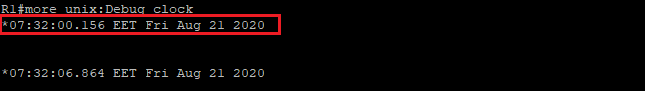 R1#more unix:Debug clock
*07:32:00.156 EET Fri Aug 21 2020
*07:32:06.864 EET Fri Aug 21 2020